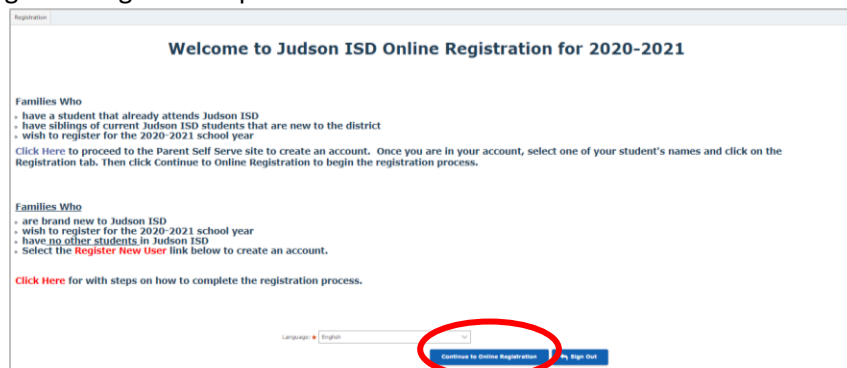 Registration
Welcome to Judson ISD Online Registration for 2020-2021
Families Who
have a student that already attends Judson ISD
have siblings of current Judson ISD students that are new to the district
wish to register for the 2020-2021 school year
Click Here to proceed to the Parent Self Serve site to create an account. Once you are in your account, select one of your student's names and click on the
Registration tab. Then click Continue to Online Registration to begin the registration process.
Families Who
are brand new to Judson ISD
wish to register for the 2020-2021 school year
have no other students in Judson ISD
Select the Register New User link below to create an account.
Click Here for with steps on how to complete the registration process.
Language: English
Continue to Online Registration Sign Out